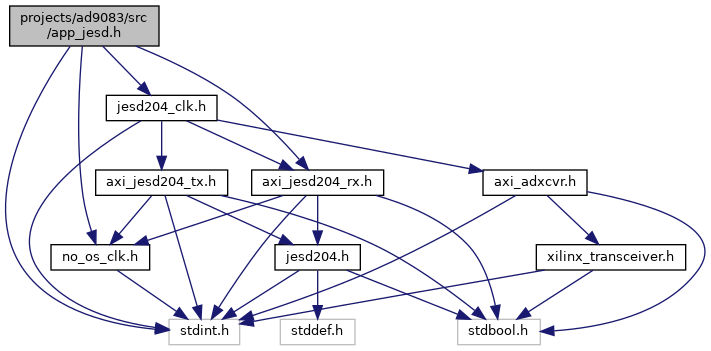 projects/ad9083/src
/app_jesd.h
jesd204_clk.h
axi_jesd204_tx.h
axi_jesd204_rx.h
axi_adxcvr.h
no_os_clk.h
jesd204.h
xilinx_transceiver.h
stdint.h
stddef.h
stdbool.h